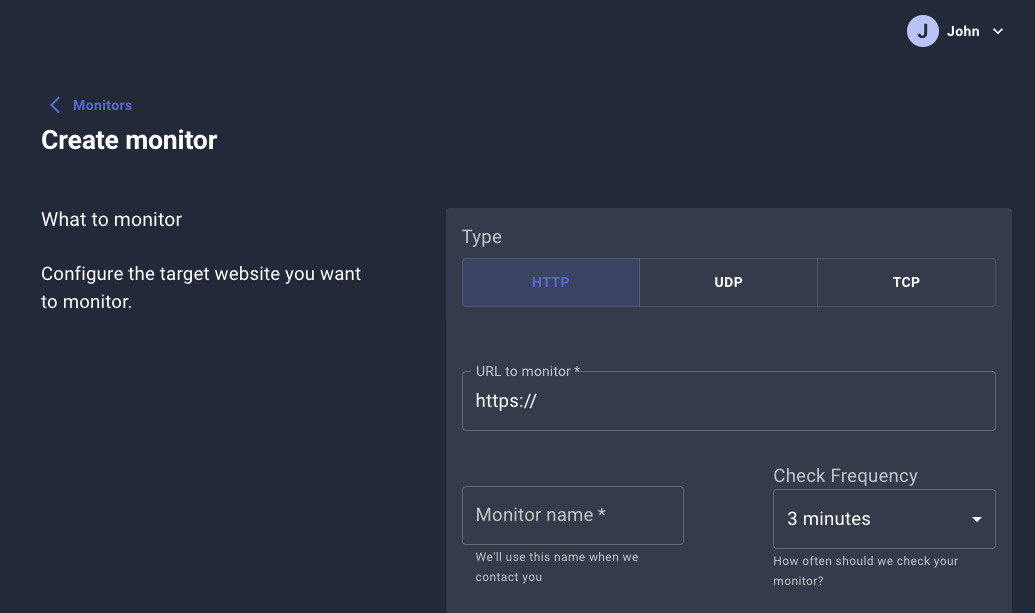 J John
Monitors
Create monitor
What to monitor
Configure the target website you want
to monitor.
Type
HTTP UDP TCP
URL to monitor *
https://
Monitor name *
We'll use this name when we
contact you
Check Frequency
3 minutes
How often should we check your
monitor?